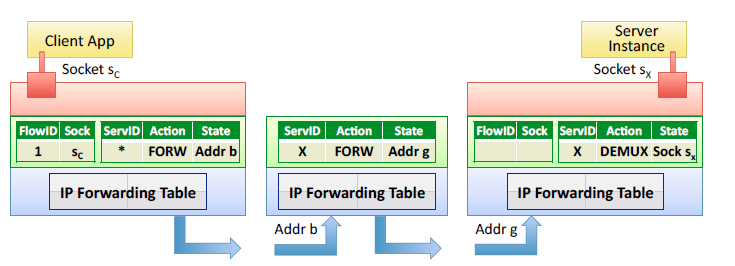 Client App
Server
Instance
Socket sC
Socket sX
FlowID Sock ServID Action State
1 sC * FORW Addr b
ServID Action State
X FORW Addr g
FlowID Sock ServID Action State
X DEMUX Sock sx
IP Forwarding Table
IP Forwarding Table
IP Forwarding Table
Addr b
Addr g